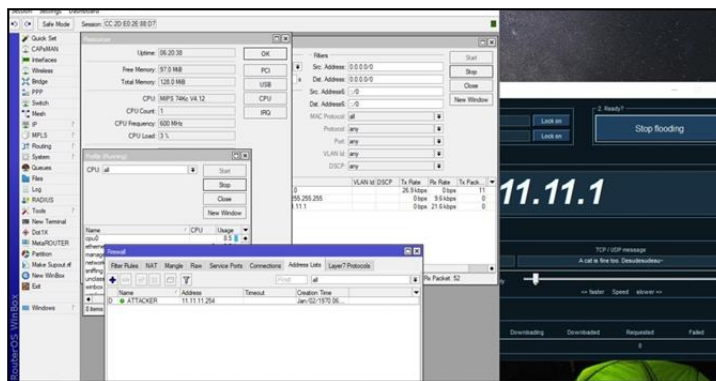 Session Settings Dashboard
Safe Mode Session: CC:2D:E0:2E:88:D7
Quick Set
CAPsMAN
Interfaces
Wireless
Bridge
PPP
Switch
Mesh
IP
MPLS
Routing
System
Queues
Files
Log
RADIUS
Tools
New Terminal
Dot1X
MetaROUTER
Partition
Make Supout.rif
New WinBox
Exit
Windows
RouterOS WinBox
Resources
Uptime: 06:20:38
Free Memory: 97.0 MiB
Total Memory: 128.0 MiB
CPU: MIPS 74Kc V4.12
CPU Count: 1
CPU Frequency: 600 MHz
CPU Load: 3 %
OK
PCI
USB
CPU
IRQ
Filters
Src. Address: 0.0.0.0/0
Dst. Address: 0.0.0.0/0
Src. Address6: ::/0
Dst. Address6: ::/0
MAC Protocol: all
Protocol: any
Port: any
VLAN Id: any
DSCP: any
Start
Stop
Close
New Window
VLAN Id DSCP Tx Rate Rx Rate Tx Pack...
.0 26.9 kbps 0 bps 11
255.255 0 bps 9.6 kbps 0
.11.1 0 bps 21.6 kbps 0
Rx Packet: 52
Profile (Running)
CPU: all
Start
Stop
Close
New Window
Name CPU Usage
cpu0 8.5
8 items
Firewall
Filter Rules NAT Mangle Raw Service Ports Connections Address Lists Layer7 Protocols
Find all
Name Address Timeout Creation Time
D ATTACKER 11.11.11.254 Jan/02/1970 06...
Lock on
Lock on
2. Ready?
Stop flooding
11.11.1
TCP / UDP message
A cat is fine too. Desudesudesu~
<= faster Speed slower =>
Downloading Downloaded Requested Failed
0